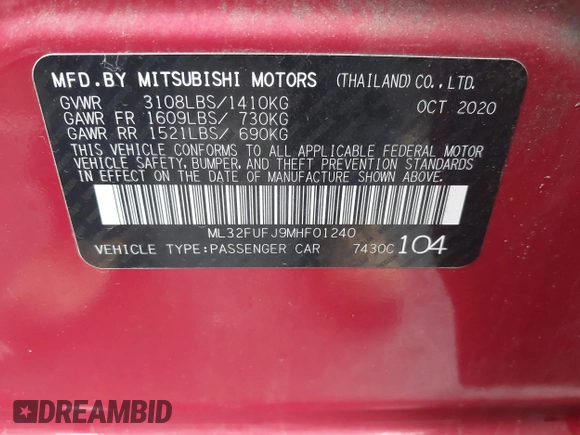 MFD.BY MITSUBISHI MOTORS (THAILAND)CO.,LTD.
GVWR 3108LBS/1410KG OCT 2020
GAWR FR 1609LBS/ 730KG
GAWR RR 1521LBS/ 690KG
THIS VEHICLE CONFORMS TO ALL APPLICABLE FEDERAL MOTOR
VEHICLE SAFETY, BUMPER, AND THEFT PREVENTION STANDARDS
IN EFFECT ON THE DATE OF MANUFACTURE SHOWN ABOVE.
ML32FUFJ9MHF01240
VEHICLE TYPE:PASSENGER CAR 7430C 104
DREAMBID